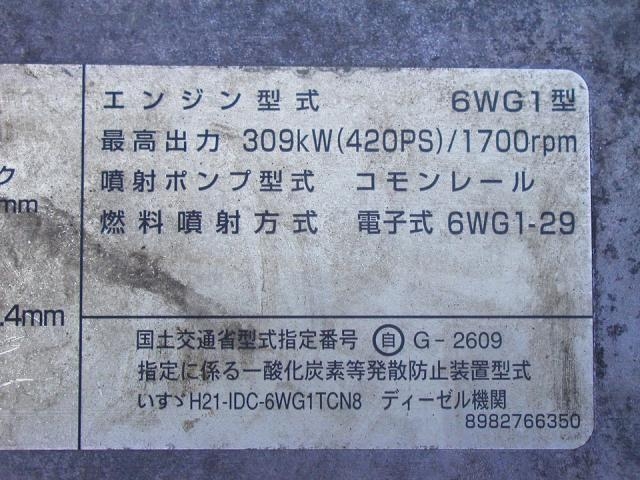 エンジン型式 6WG1型
最高出力 309kW(420PS)/1700rpm
噴射ポンプ型式 コモンレール
燃料噴射方式 電子式 6WG1-29
ク
mm
.4mm
国土交通省型式指定番号 自 G-2609
指定に係る一酸化炭素等発散防止装置型式
いすゞH21-IDC-6WG1TCN8 ディーゼル機関
8982766350